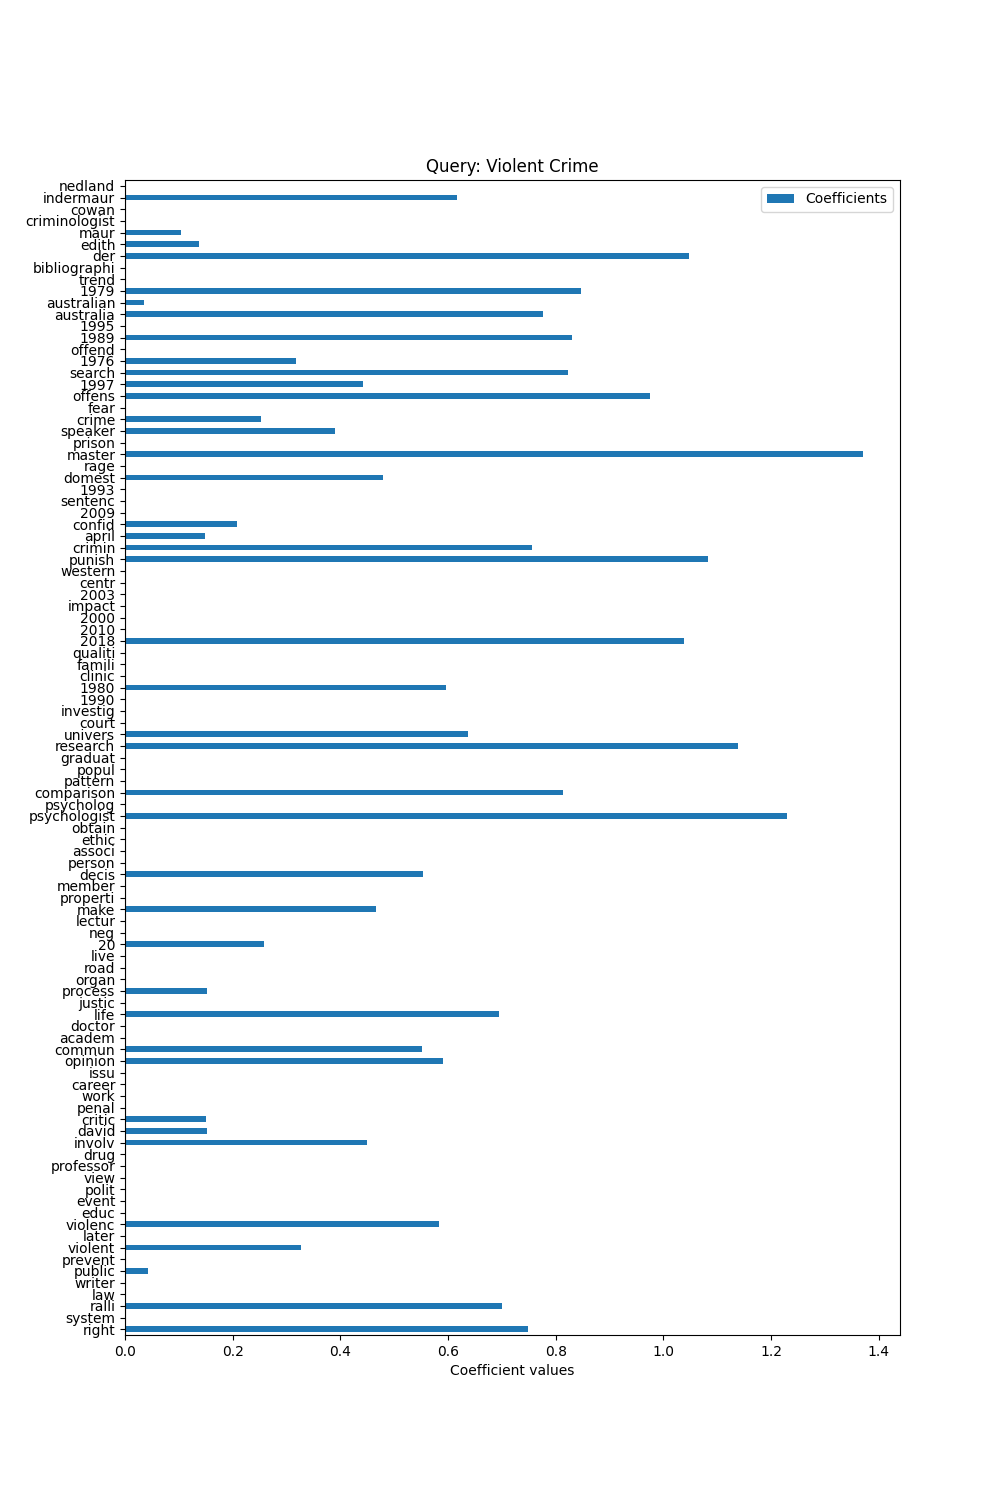 Query: Violent Crime
Coefficients
nedland
indermaur
cowan
criminologist
maur
edith
der
bibliographi
trend
1979
australian
australia
1995
1989
offend
1976
search
1997
offens
fear
crime
speaker
prison
master
rage
domest
1993
sentenc
2009
confid
april
crimin
punish
western
centr
2003
impact
2000
2010
2018
qualiti
famili
clinic
1980
1990
investig
court
univers
research
graduat
popul
pattern
comparison
psycholog
psychologist
obtain
ethic
associ
person
decis
member
properti
make
lectur
neg
20
live
road
organ
process
justic
life
doctor
academ
commun
opinion
issu
career
work
penal
critic
david
involv
drug
professor
view
polit
event
educ
violenc
later
violent
prevent
public
writer
law
ralli
system
right
0.0 0.2 0.4 0.6 0.8 1.0 1.2 1.4
Coefficient values